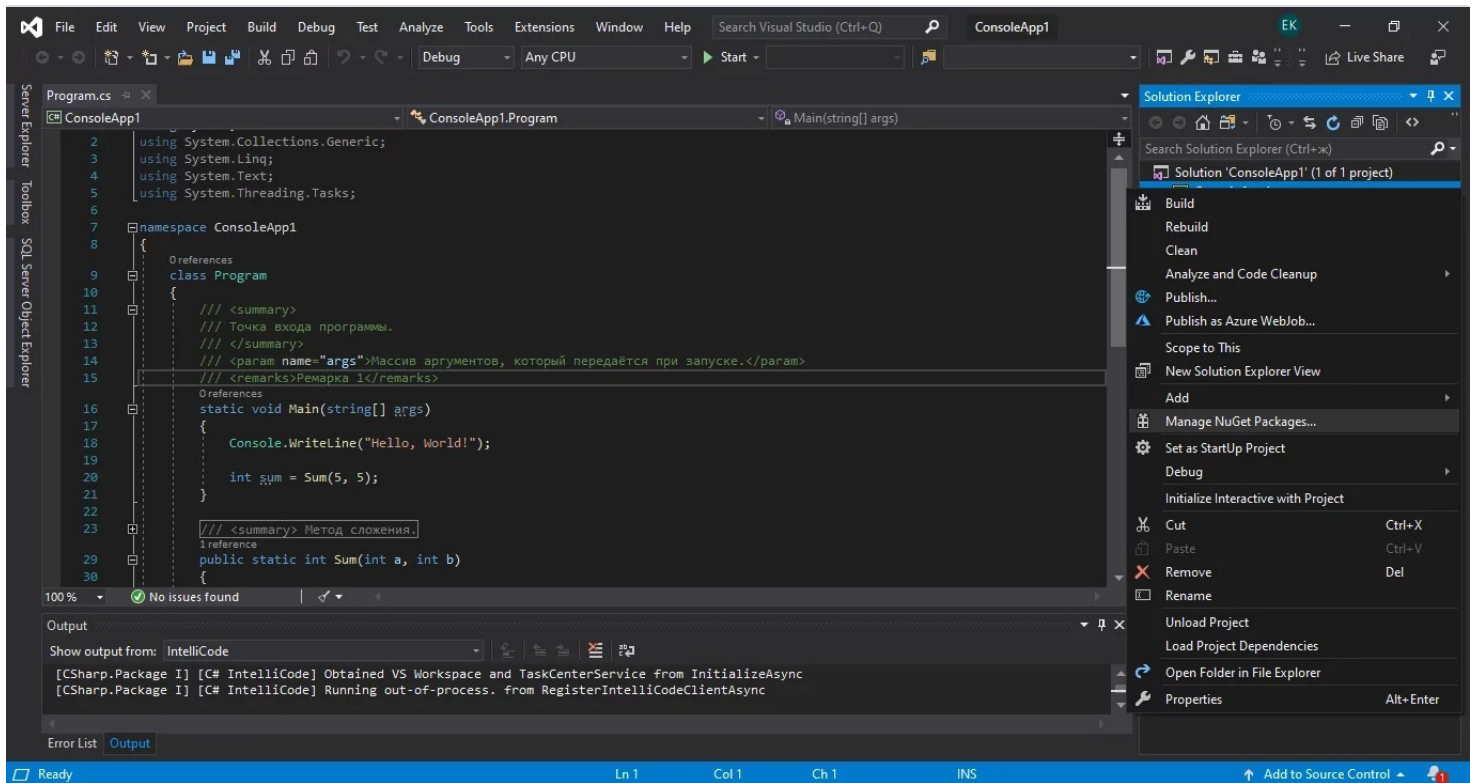 File Edit View Project Build Debug Test Analyze Tools Extensions Window Help Search Visual Studio (Ctrl+Q) ConsoleApp1 EK
Debug Any CPU Start Live Share
Server Explorer
Toolbox
SQL Server Object Explorer
Program.cs
ConsoleApp1 ConsoleApp1.Program Main(string[] args)
2 using System.Collections.Generic;
3 using System.Linq;
4 using System.Text;
5 using System.Threading.Tasks;
6
7 namespace ConsoleApp1
8 {
0 references
9 class Program
10 {
11 /// <summary>
12 /// Точка входа программы.
13 /// </summary>
14 /// <param name="args">Массив аргументов, который передаётся при запуске.</param>
15 /// <remarks>Ремарка 1</remarks>
0 references
16 static void Main(string[] args)
17 {
18 Console.WriteLine("Hello, World!");
19
20 int sum = Sum(5, 5);
21 }
22
23 /// <summary> Метод сложения.
1 reference
29 public static int Sum(int a, int b)
30 {
100 % No issues found
Output
Show output from: IntelliCode
[CSharp.Package I] [C# IntelliCode] Obtained VS Workspace and TaskCenterService from InitializeAsync
[CSharp.Package I] [C# IntelliCode] Running out-of-process. from RegisterIntelliCodeClientAsync
Error List Output
Solution Explorer
Search Solution Explorer (Ctrl+ж)
Solution 'ConsoleApp1' (1 of 1 project)
Build
Rebuild
Clean
Analyze and Code Cleanup
Publish...
Publish as Azure WebJob...
Scope to This
New Solution Explorer View
Add
Manage NuGet Packages...
Set as StartUp Project
Debug
Initialize Interactive with Project
Cut Ctrl+X
Paste Ctrl+V
Remove Del
Rename
Unload Project
Load Project Dependencies
Open Folder in File Explorer
Properties Alt+Enter
Ready Ln 1 Col 1 Ch 1 INS Add to Source Control 1